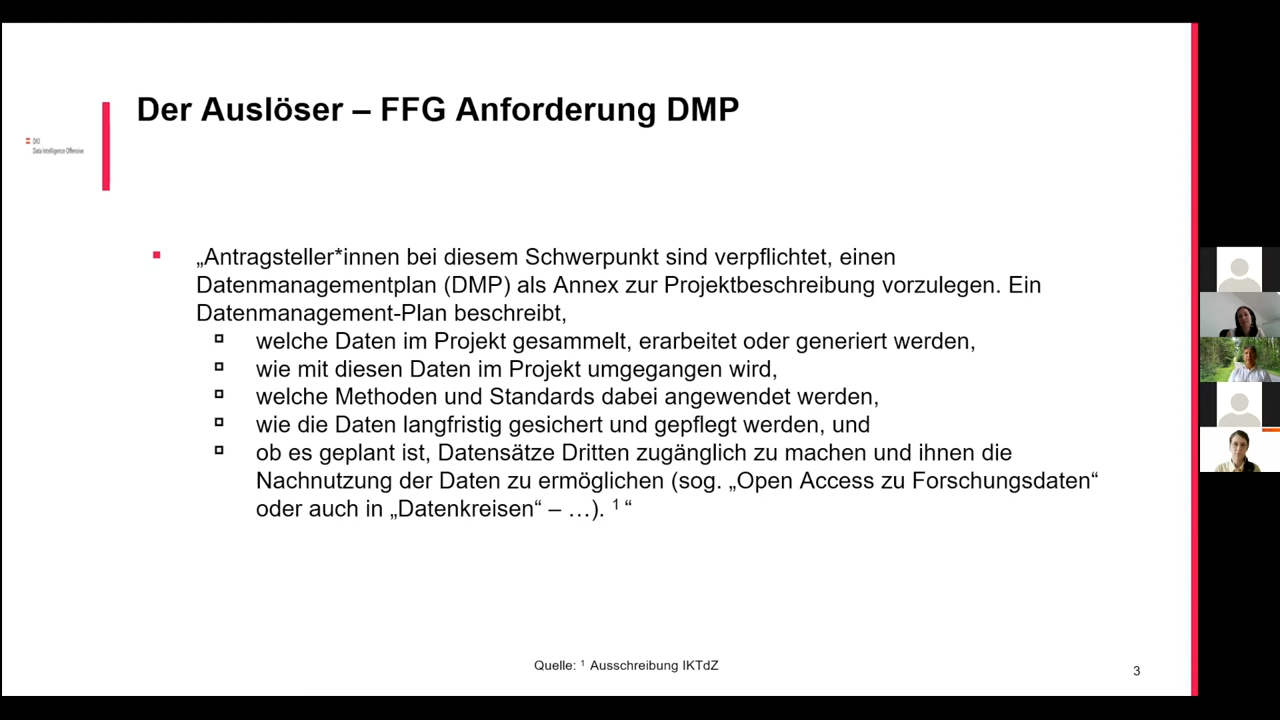 Der Auslöser – FFG Anforderung DMP
DIO
Data Intelligence Offensive
„Antragsteller*innen bei diesem Schwerpunkt sind verpflichtet, einen
Datenmanagementplan (DMP) als Annex zur Projektbeschreibung vorzulegen. Ein
Datenmanagement-Plan beschreibt,
welche Daten im Projekt gesammelt, erarbeitet oder generiert werden,
wie mit diesen Daten im Projekt umgegangen wird,
welche Methoden und Standards dabei angewendet werden,
wie die Daten langfristig gesichert und gepflegt werden, und
ob es geplant ist, Datensätze Dritten zugänglich zu machen und ihnen die
Nachnutzung der Daten zu ermöglichen (sog. „Open Access zu Forschungsdaten“
oder auch in „Datenkreisen“ – …). ¹ “
Quelle: ¹ Ausschreibung IKTdZ
3